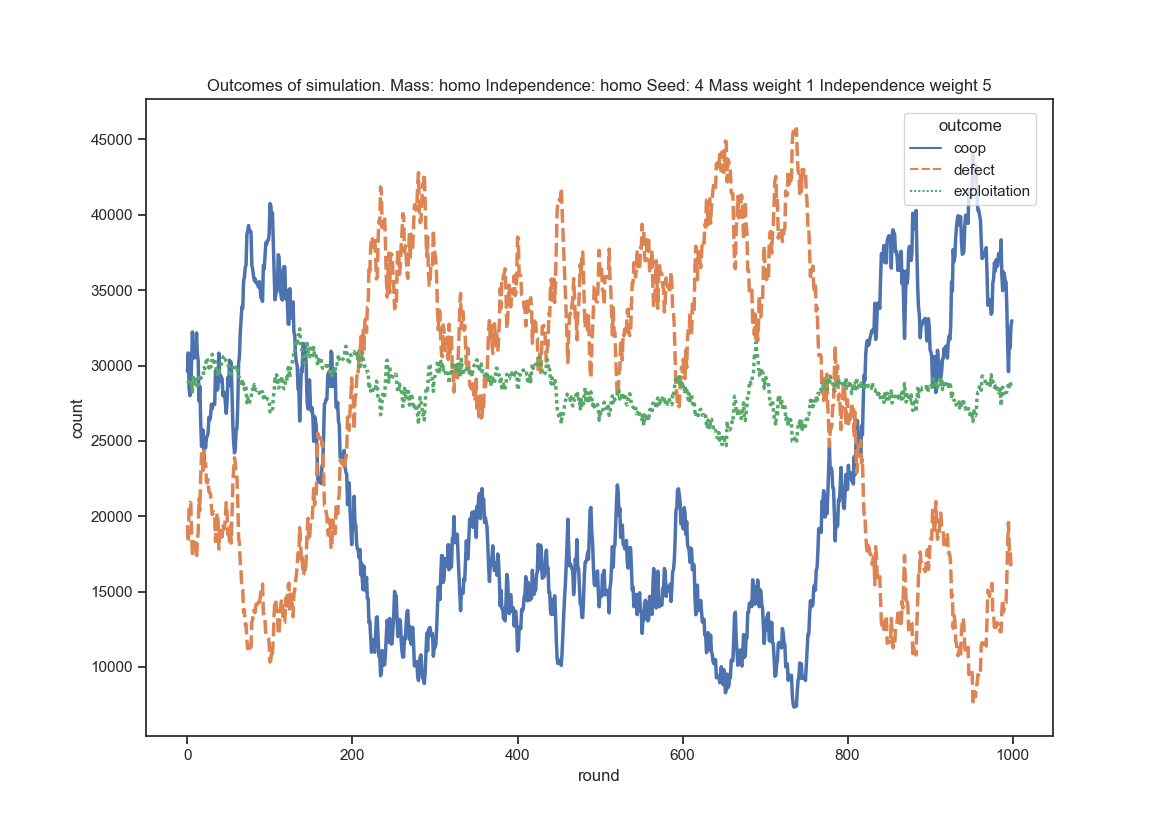 Outcomes of simulation. Mass: homo Independence: homo Seed: 4 Mass weight 1 Independence weight 5
outcome
coop
defect
exploitation
45000
40000
35000
30000
25000
20000
15000
10000
count
0 200 400 600 800 1000
round